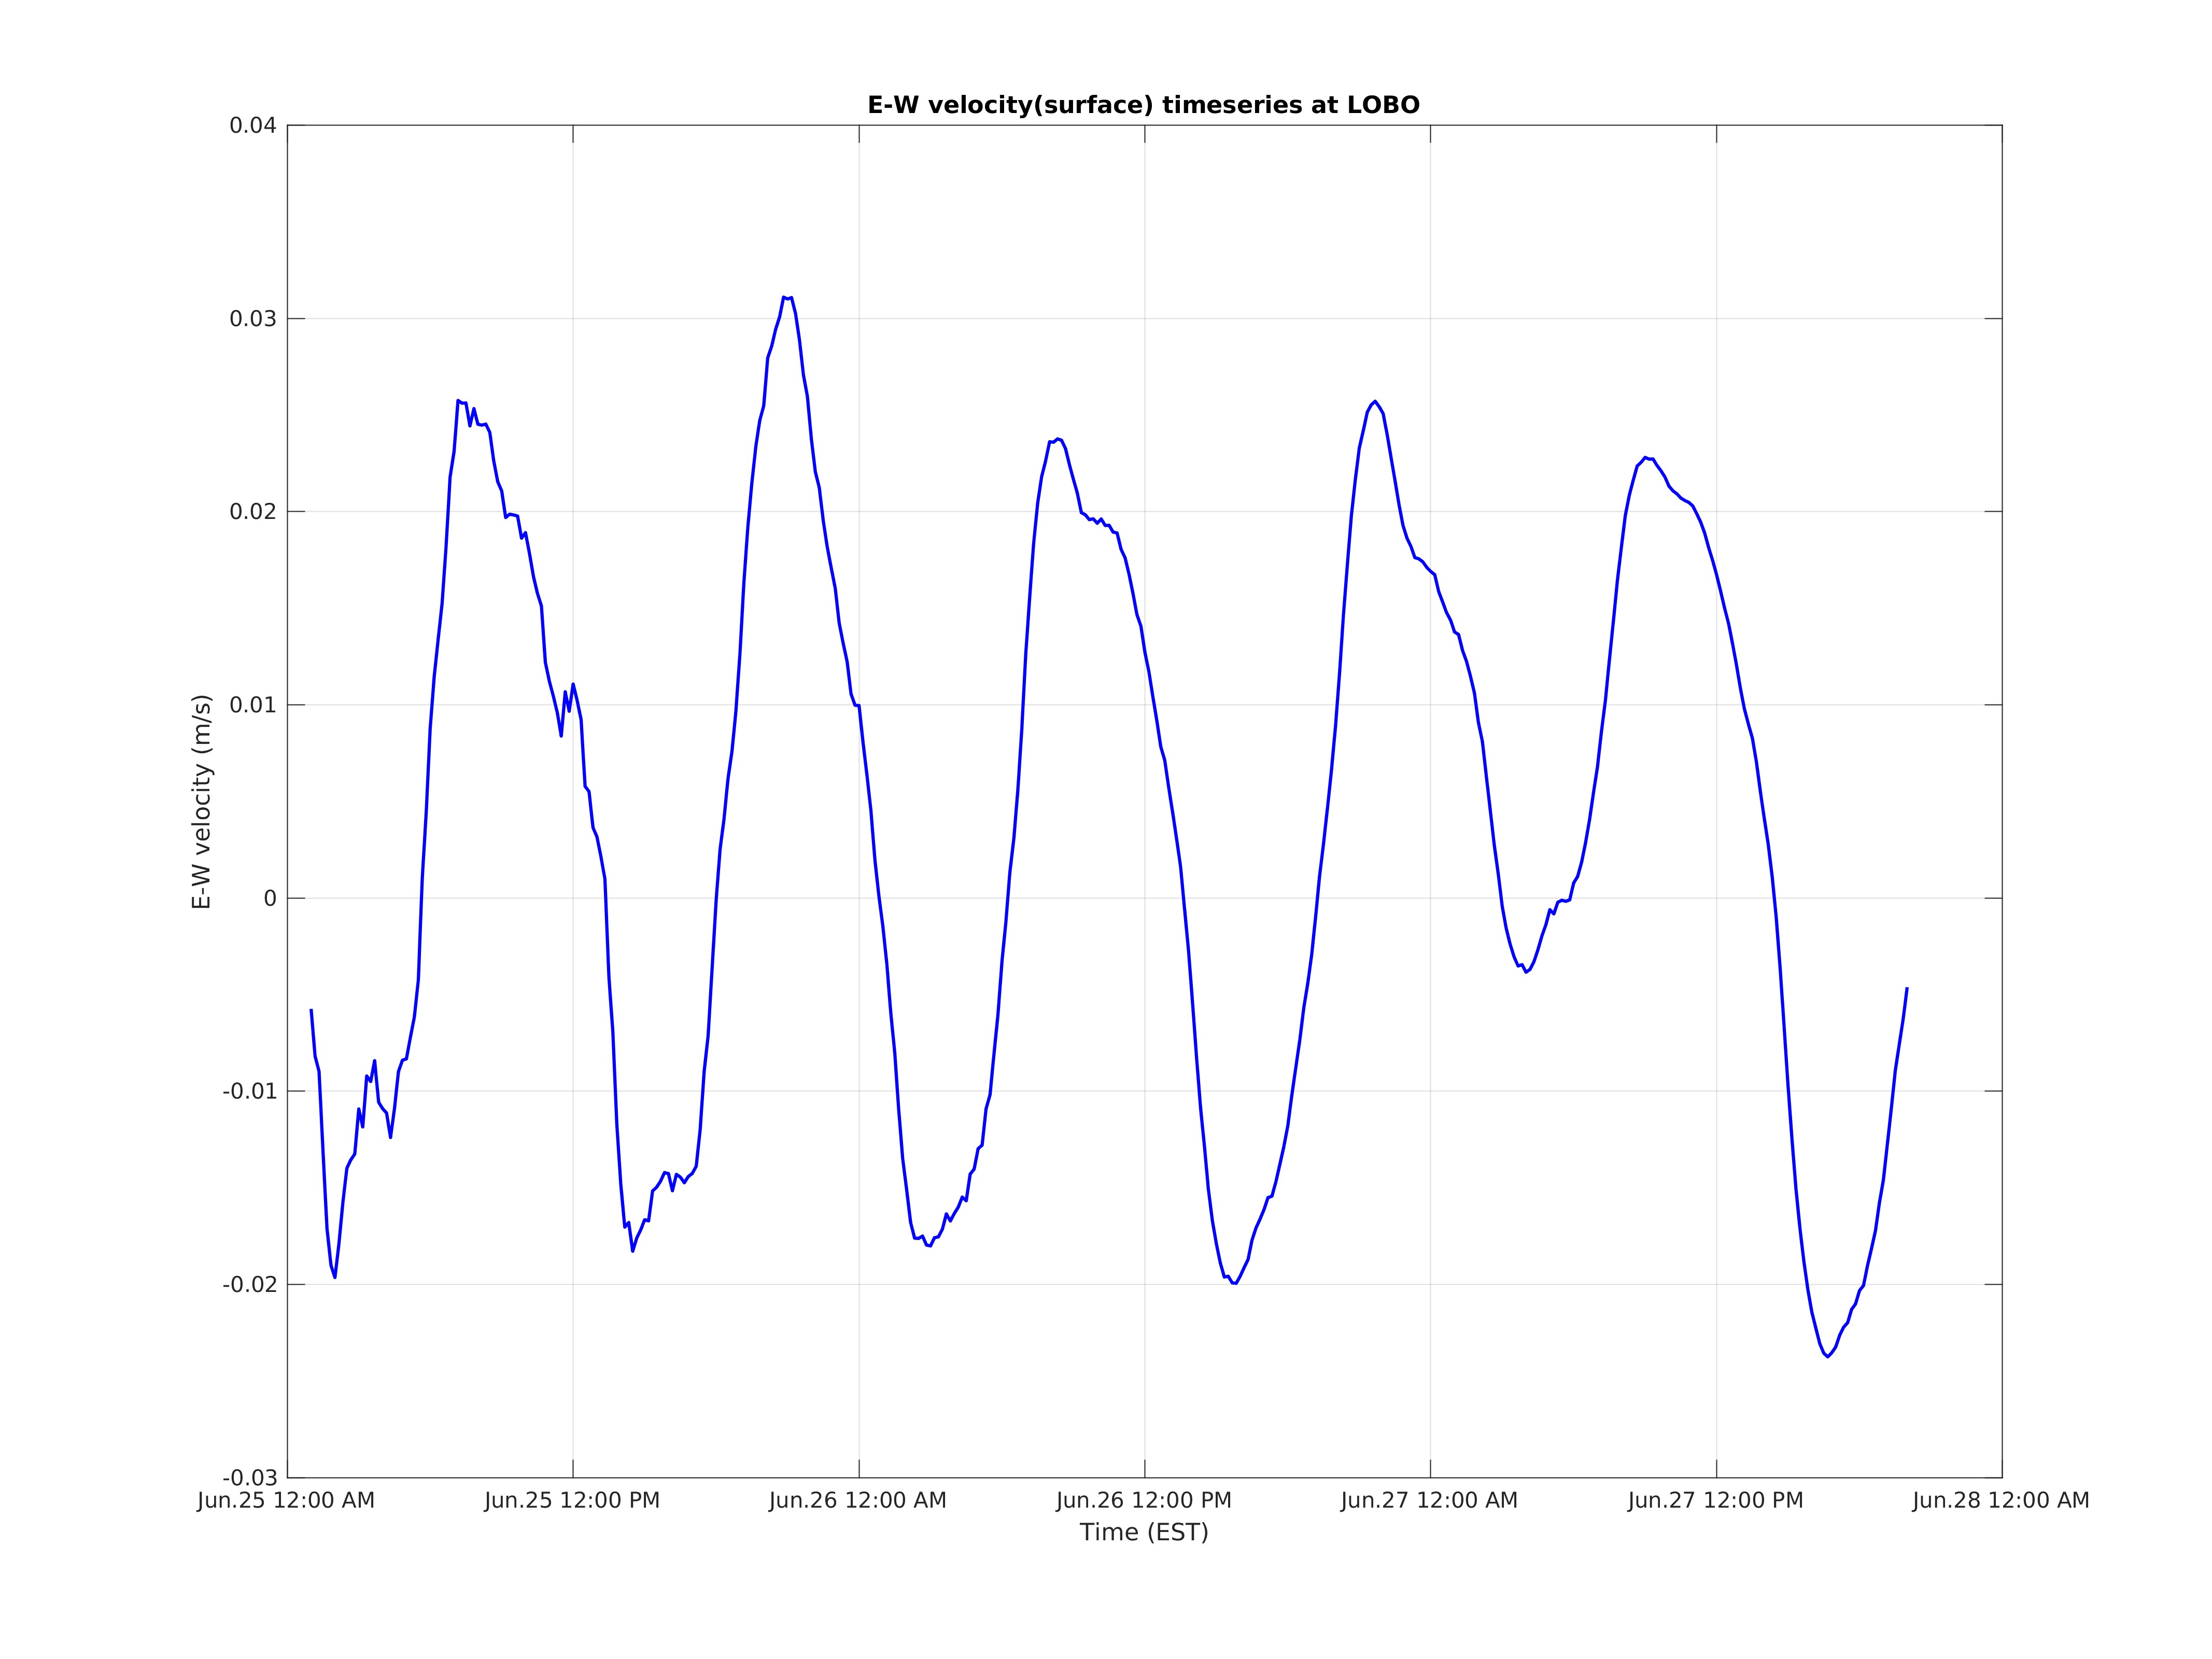 E-W velocity(surface) timeseries at LOBO
0.04
0.03
0.02
0.01
0
-0.01
-0.02
-0.03
E-W velocity (m/s)
Jun.25 12:00 AM Jun.25 12:00 PM Jun.26 12:00 AM Jun.26 12:00 PM Jun.27 12:00 AM Jun.27 12:00 PM Jun.28 12:00 AM
Time (EST)